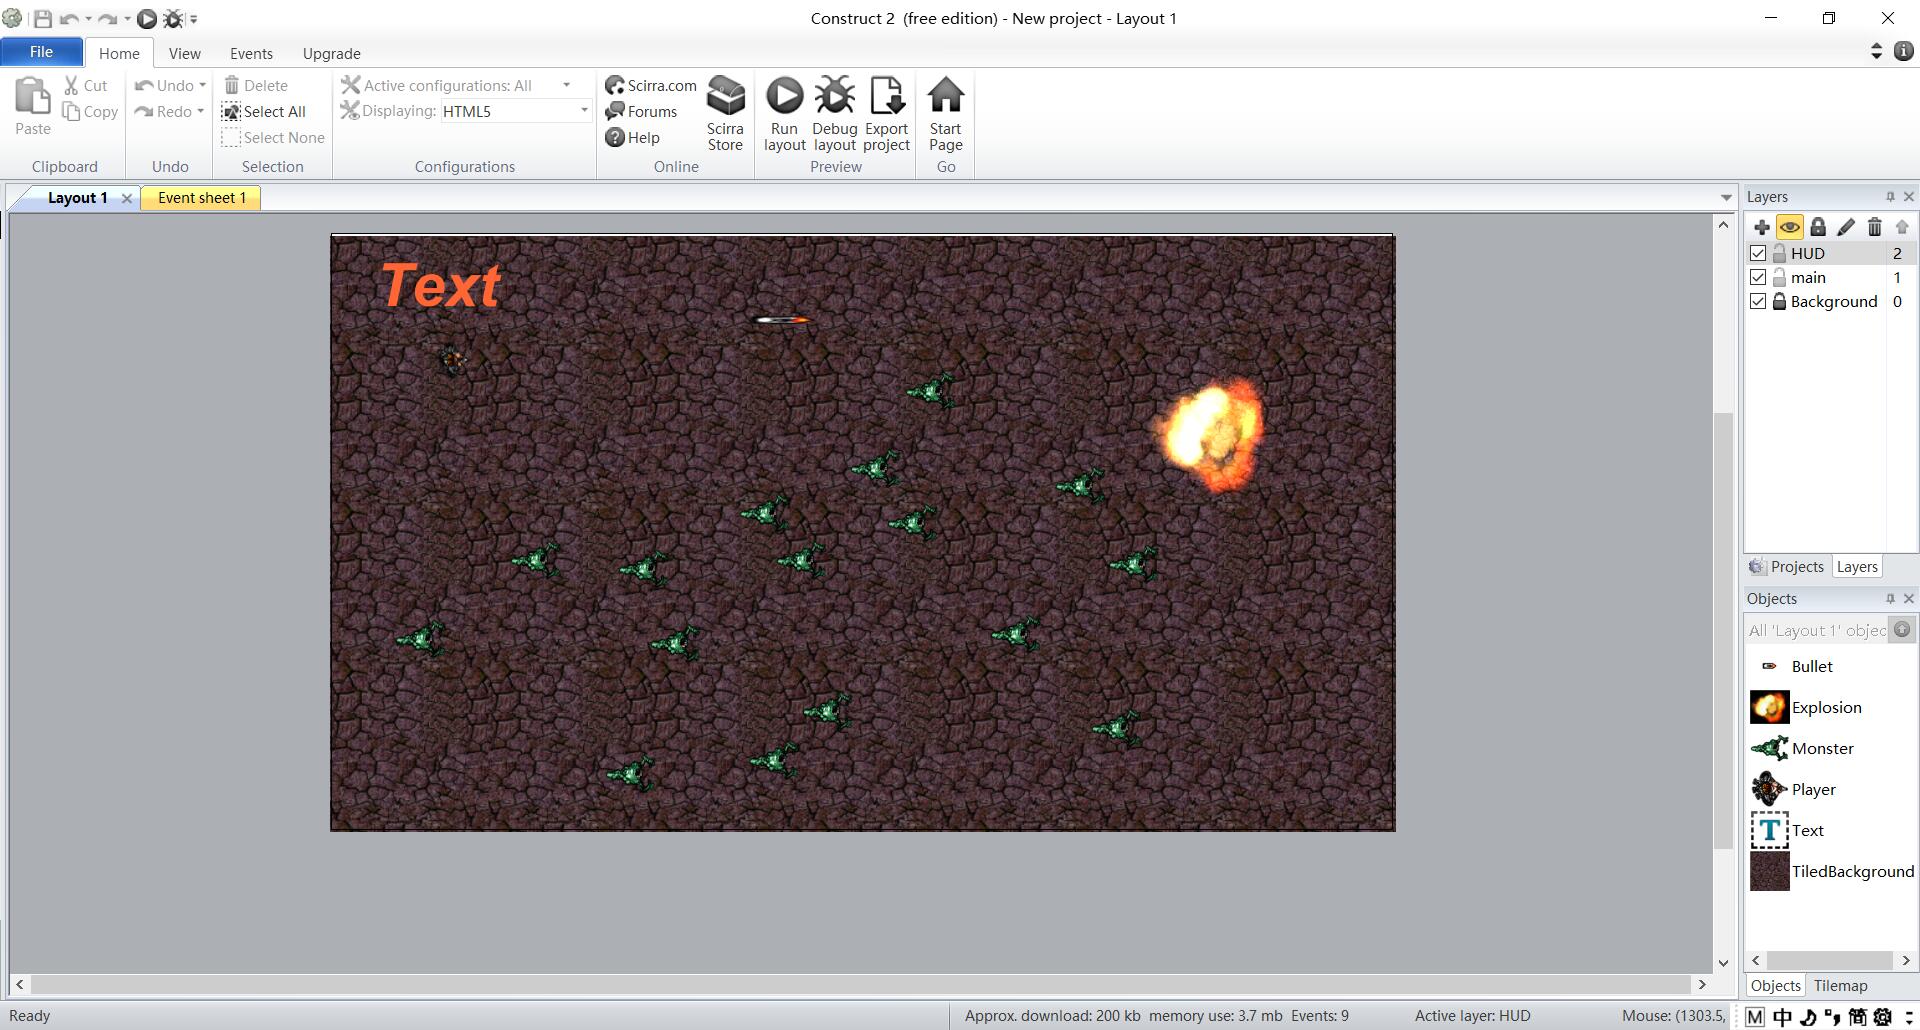 Construct 2  (free edition) - New project - Layout 1
File Home View Events Upgrade
Paste
Cut
Copy
Clipboard
Undo
Redo
Undo
Delete
Select All
Select None
Selection
Active configurations: All
Displaying: HTML5
Configurations
Scirra.com
Forums
Help
Scirra
Store
Online
Run
layout
Debug
layout
Export
project
Preview
Start
Page
Go
Layout 1
Event sheet 1
Text
Layers
HUD 2
main 1
Background 0
Projects Layers
Objects
All 'Layout 1' objec
Bullet
Explosion
Monster
Player
T Text
TiledBackground
Objects Tilemap
Ready
Approx. download: 200 kb  memory use: 3.7 mb  Events: 9
Active layer: HUD
Mouse: (1303.5,
M 中 简